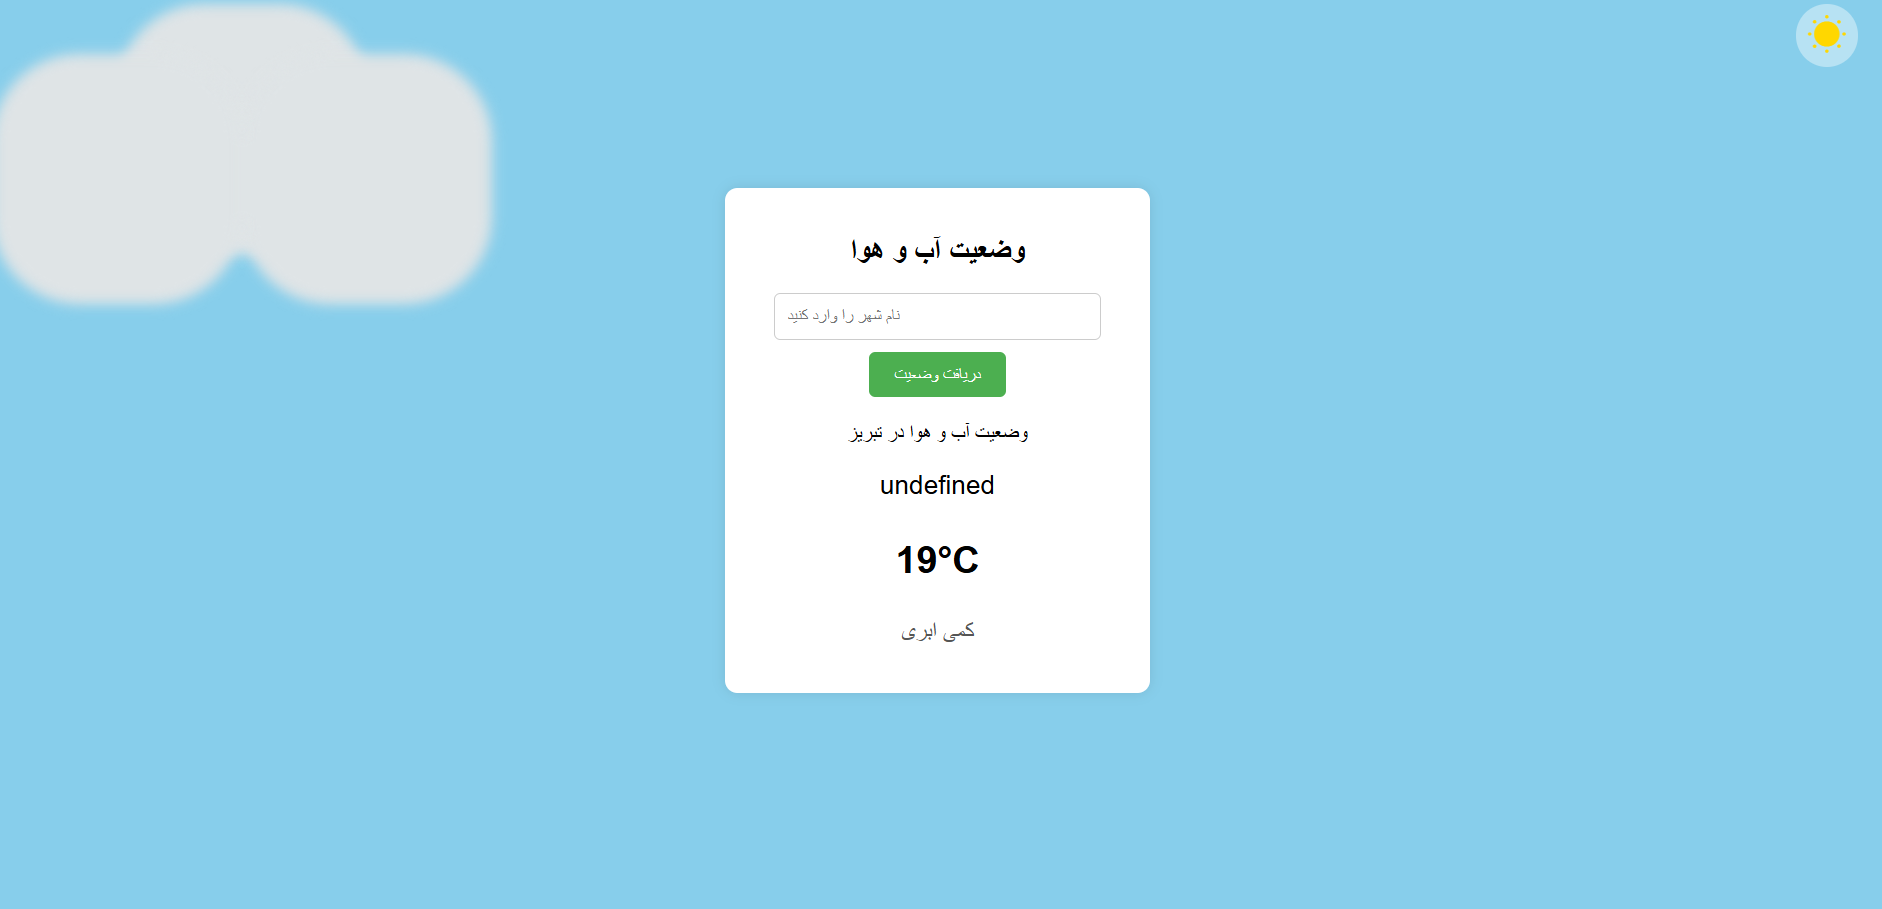 وضعیت آب و هوا
نام شهر را وارد کنید
دریافت وضعیت
وضعیت آب و هوا در تبریز
undefined
19°C
کمی ابری